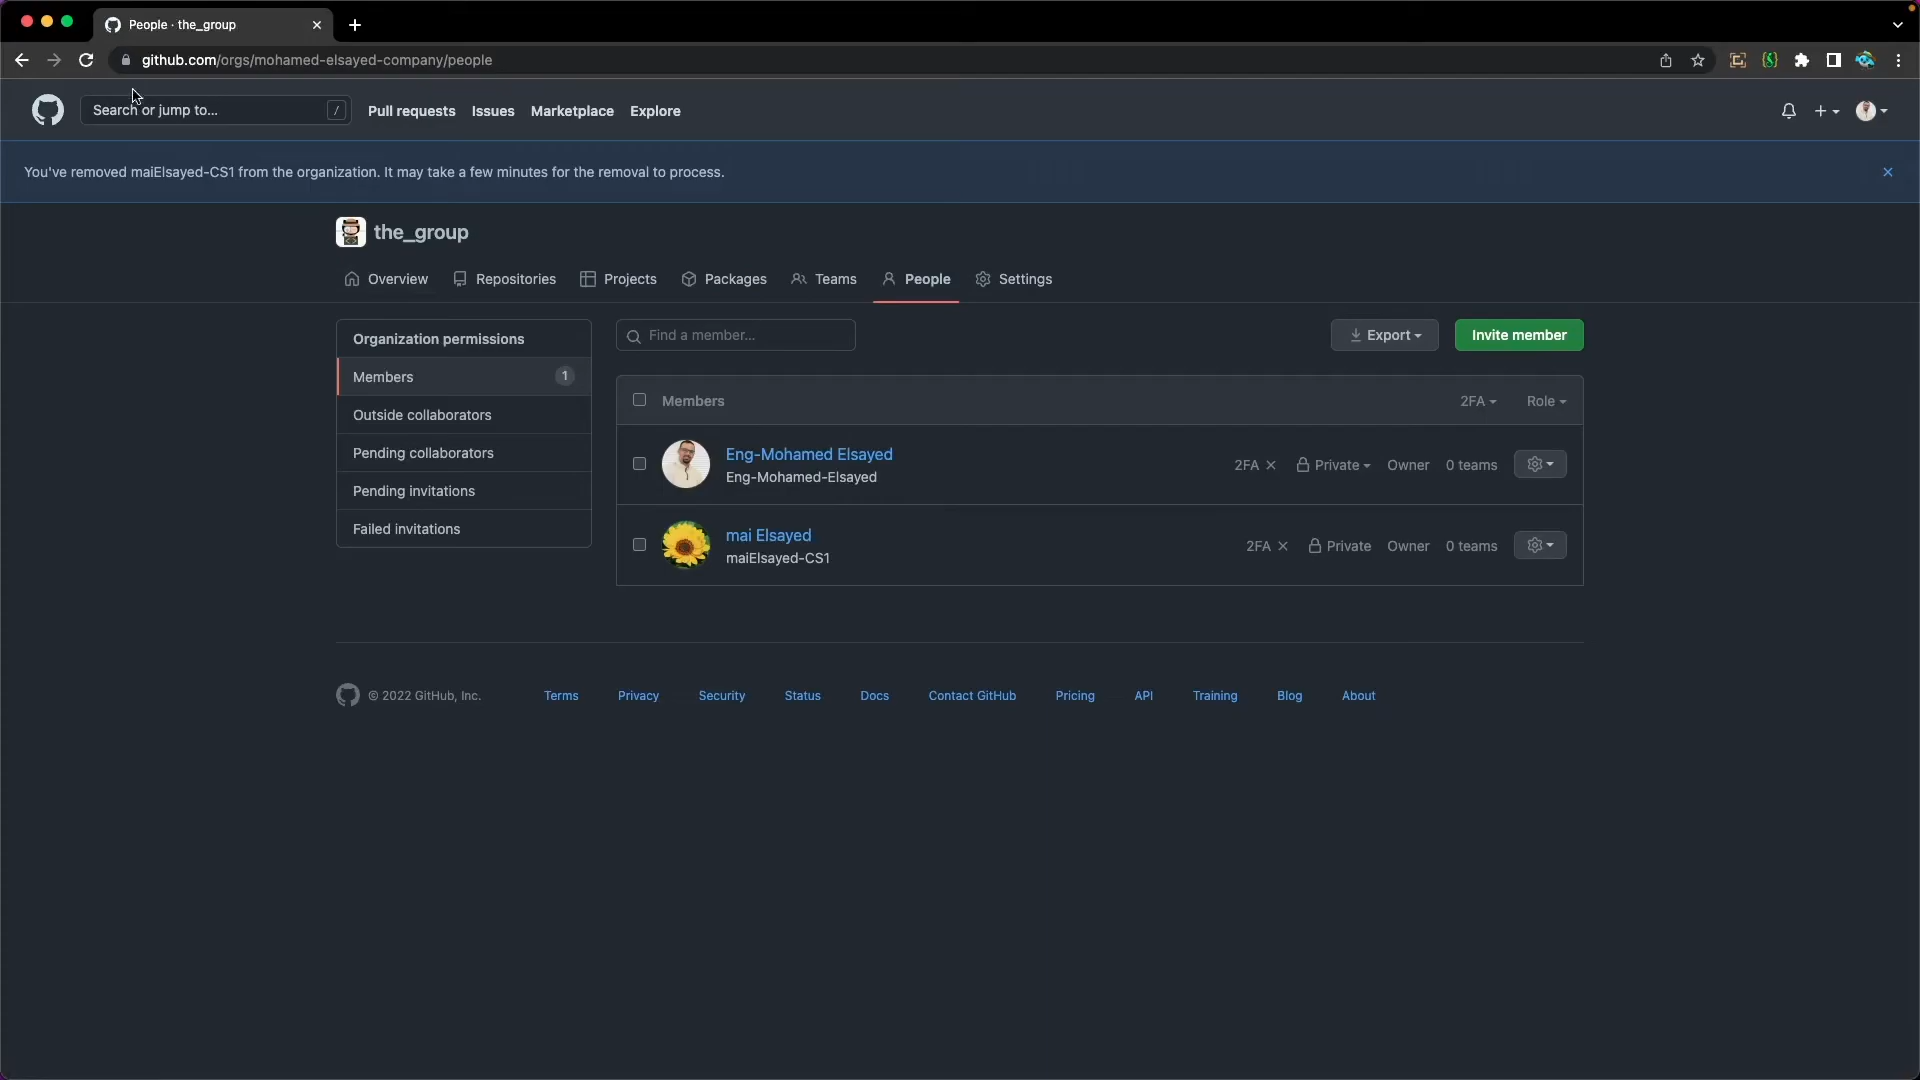 People · the_group
github.com/orgs/mohamed-elsayed-company/people
Search or jump to... / Pull requests Issues Marketplace Explore
You've removed maiElsayed-CS1 from the organization. It may take a few minutes for the removal to process.
the_group
Overview Repositories Projects Packages Teams People Settings
Organization permissions
Members 1
Outside collaborators
Pending collaborators
Pending invitations
Failed invitations
Find a member... Export Invite member
Members 2FA Role
Eng-Mohamed Elsayed
Eng-Mohamed-Elsayed
2FA Private Owner 0 teams
mai Elsayed
maiElsayed-CS1
2FA Private Owner 0 teams
© 2022 GitHub, Inc. Terms Privacy Security Status Docs Contact GitHub Pricing API Training Blog About